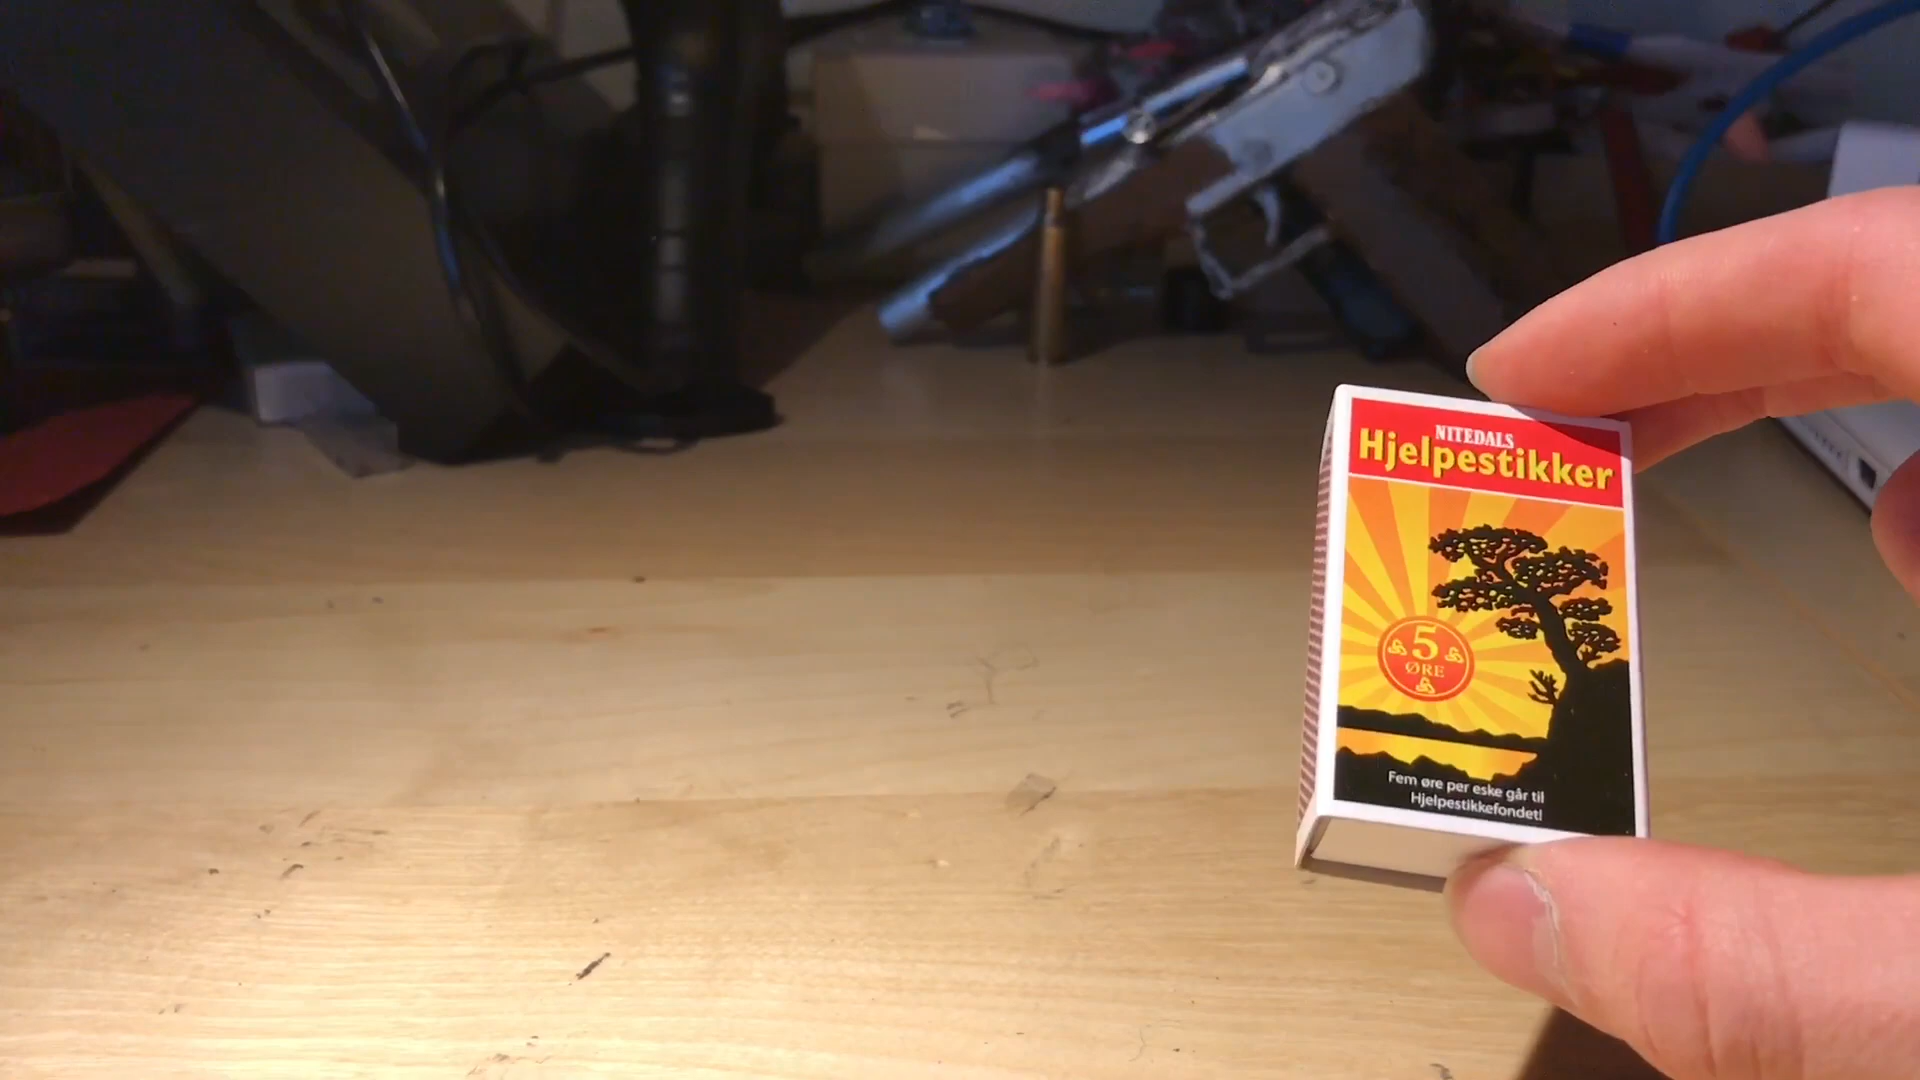 NITEDALS
Hjelpestikker
5
ØRE
Fem øre per eske går til
Hjelpestikkefondet!